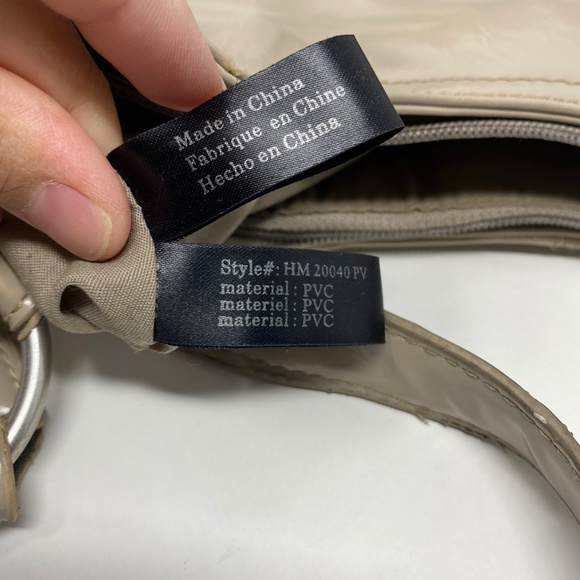 Made in China
Fabrique en Chine
Hecho en China
Style#: HM 20040 PV
material : PVC
materiel : PVC
material : PVC